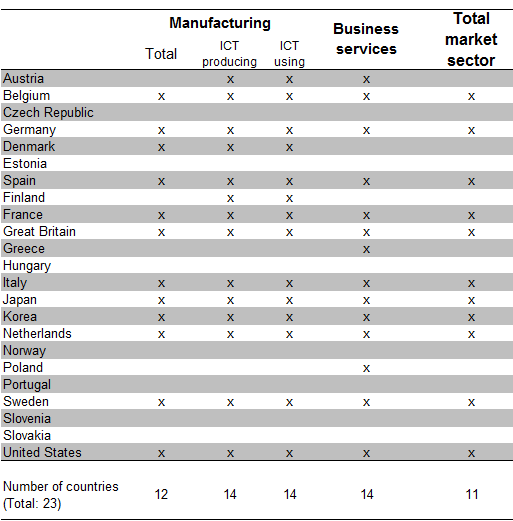 Manufacturing Business services Total market sector
Total ICT producing ICT using
Austria x x x
Belgium x x x x x
Czech Republic
Germany x x x x x
Denmark x x x
Estonia
Spain x x x x x
Finland x x
France x x x x x
Great Britain x x x x x
Greece x
Hungary
Italy x x x x x
Japan x x x x x
Korea x x x x x
Netherlands x x x x x
Norway
Poland x
Portugal
Sweden x x x x x
Slovenia
Slovakia
United States x x x x x
Number of countries
(Total: 23) 12 14 14 14 11